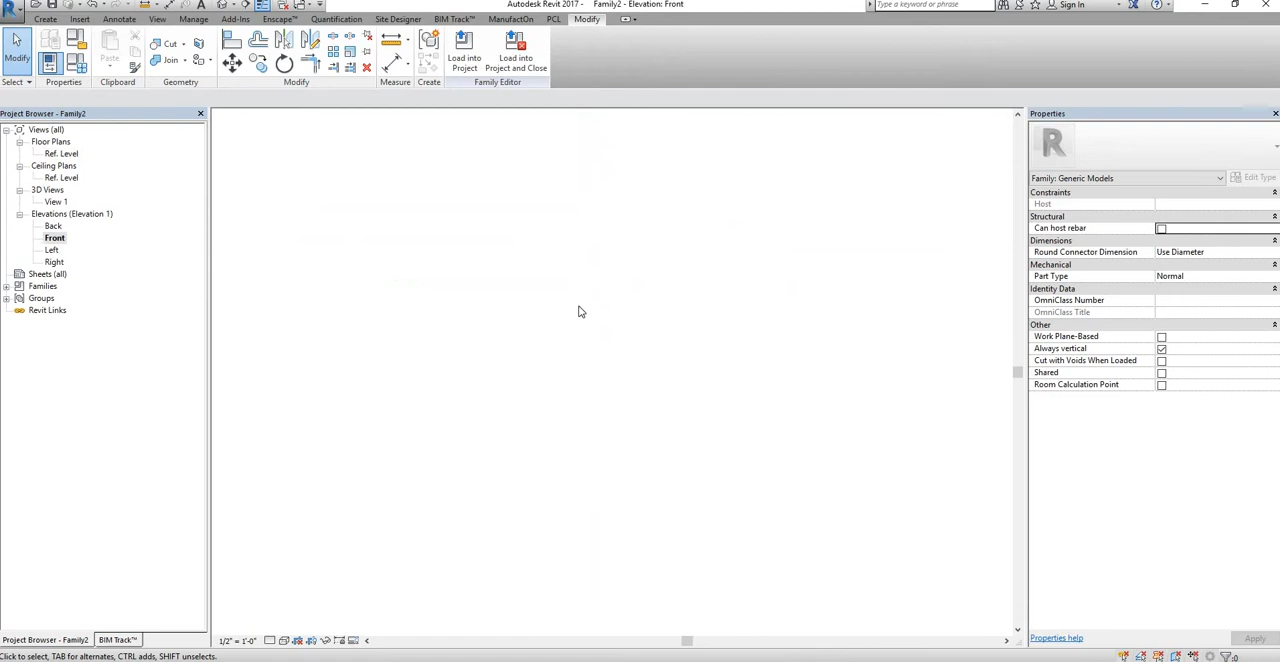 Autodesk Revit 2017 - Family2 - Elevation: Front
Type a keyword or phrase
Sign In
Create Insert Annotate View Manage Add-Ins Enscape™ Quantification Site Designer BIM Track™ ManufactOn PCL Modify
Modify
Paste
Cut
Join
Load into Project
Load into Project and Close
Select Properties Clipboard Geometry Modify Measure Create Family Editor
Project Browser - Family2
Views (all)
Floor Plans
Ref. Level
Ceiling Plans
Ref. Level
3D Views
View 1
Elevations (Elevation 1)
Back
Front
Left
Right
Sheets (all)
Families
Groups
Revit Links
Project Browser - Family2 BIM Track™
Click to select, TAB for alternates, CTRL adds, SHIFT unselects.
1/2" = 1'-0"
Properties
R
Family: Generic Models
Edit Type
Constraints
Host
Structural
Can host rebar
Dimensions
Round Connector Dimension Use Diameter
Mechanical
Part Type Normal
Identity Data
OmniClass Number
OmniClass Title
Other
Work Plane-Based
Always vertical
Cut with Voids When Loaded
Shared
Room Calculation Point
Properties help
Apply
:0